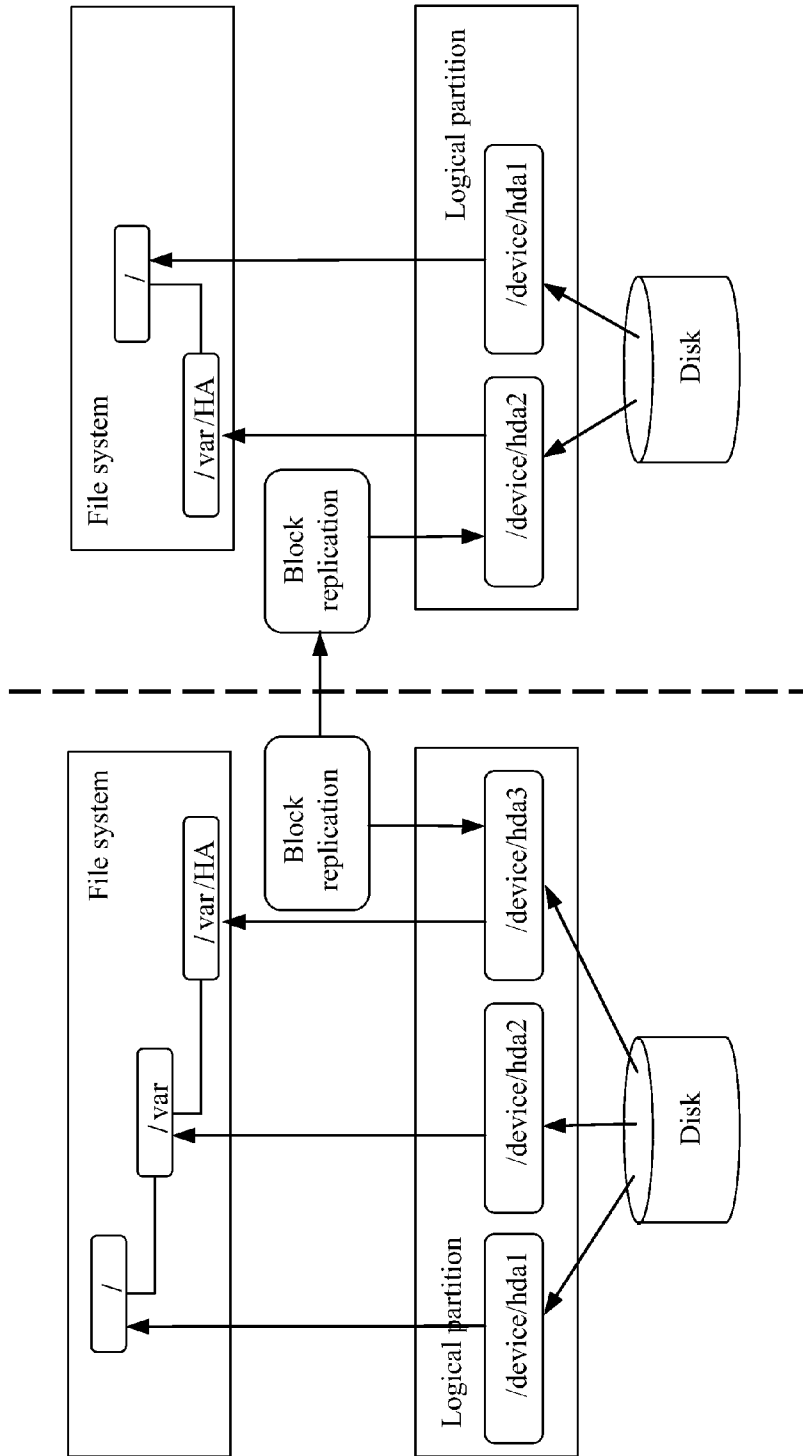 File system
/
/ var
/ var /HA
Block
replication
Logical partition
/device/hda1
/device/hda2
/device/hda3
Disk
File system
/
/ var /HA
Block
replication
Logical partition
/device/hda2
/device/hda1
Disk